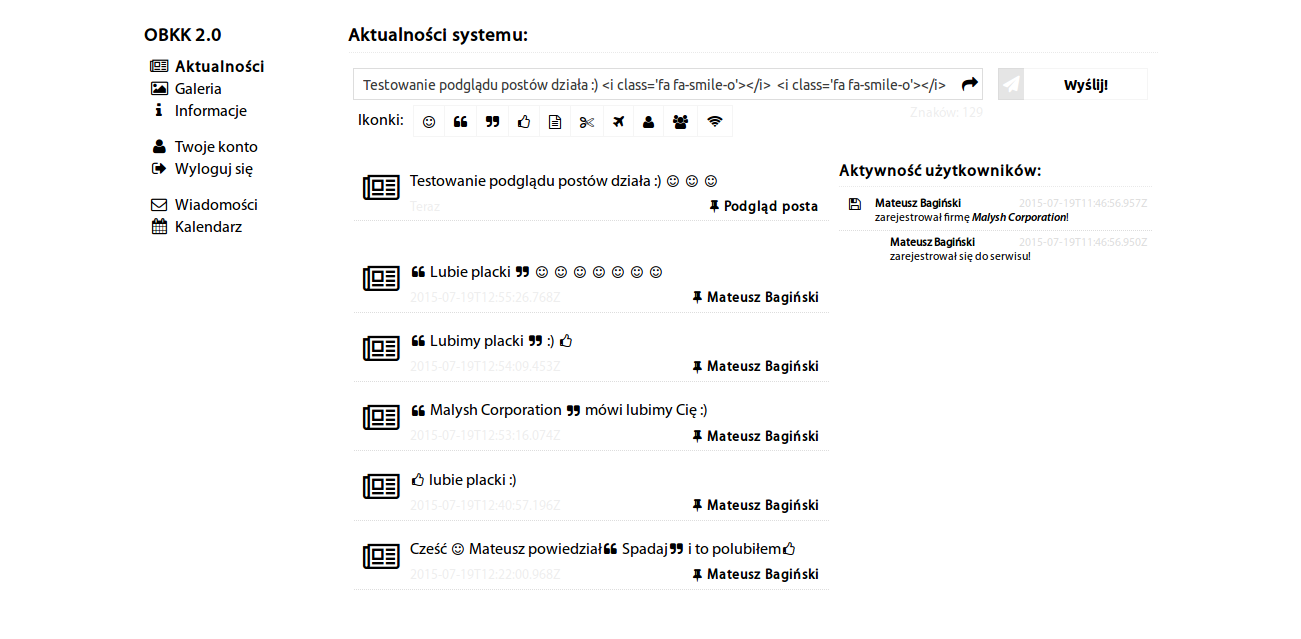 OBKK 2.0
Aktualności
Galeria
Informacje
Twoje konto
Wyloguj się
Wiadomości
Kalendarz
Aktualności systemu:
Testowanie podglądu postów działa :) <i class='fa fa-smile-o'></i> <i class='fa fa-smile-o'></i>
Wyślij!
Znaków: 129
Ikonki:
Testowanie podglądu postów działa :)
Teraz
Podgląd posta
Lubie placki
2015-07-19T12:55:26.768Z
Mateusz Bagiński
Lubimy placki :)
2015-07-19T12:54:09.453Z
Mateusz Bagiński
Malysh Corporation mówi lubimy Cię :)
2015-07-19T12:53:16.074Z
Mateusz Bagiński
lubie placki :)
2015-07-19T12:40:57.196Z
Mateusz Bagiński
Cześć Mateusz powiedział Spadaj i to polubiłem
2015-07-19T12:22:00.968Z
Mateusz Bagiński
Aktywność użytkowników:
Mateusz Bagiński 2015-07-19T11:46:56.957Z
zarejestrował firmę Malysh Corporation!
Mateusz Bagiński 2015-07-19T11:46:56.950Z
zarejestrował się do serwisu!